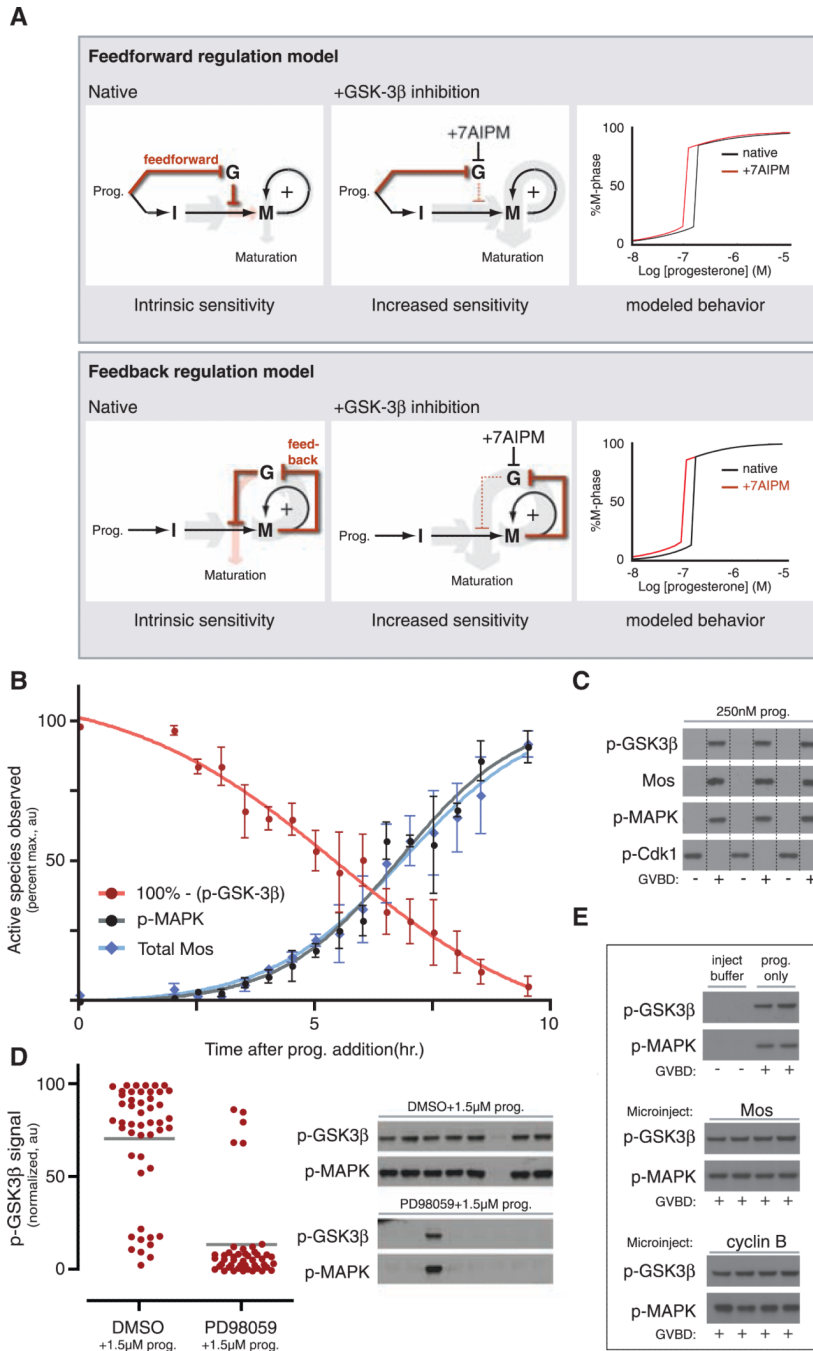 A
Feedforward regulation model
Native
+GSK-3β inhibition
feedforward
G
Prog.
I
M
+
Maturation
Intrinsic sensitivity
+7AIPM
G
Prog.
I
M
+
Maturation
Increased sensitivity
%M-phase
100
50
0
native
+7AIPM
-8
-7
-6
-5
Log [progesterone] (M)
modeled behavior
Feedback regulation model
Native
+GSK-3β inhibition
feed-
back
G
Prog.
I
M
+
Maturation
Intrinsic sensitivity
+7AIPM
G
Prog.
I
M
+
Maturation
Increased sensitivity
%M-phase
100
50
0
native
+7AIPM
-8
-7
-6
-5
Log [progesterone] (M)
modeled behavior
B
Active species observed
(percent max., au)
100
50
0
100% - (p-GSK-3β)
p-MAPK
Total Mos
0
5
10
Time after prog. addition(hr.)
C
250nM prog.
p-GSK3β
Mos
p-MAPK
p-Cdk1
GVBD: - + - + - +
D
p-GSK3β signal
(normalized, au)
100
50
0
DMSO
+1.5μM prog.
PD98059
+1.5μM prog.
DMSO+1.5μM prog.
p-GSK3β
p-MAPK
PD98059+1.5μM prog.
p-GSK3β
p-MAPK
E
inject
buffer
prog.
only
p-GSK3β
p-MAPK
GVBD: - - + +
Microinject: Mos
p-GSK3β
p-MAPK
GVBD: + + + +
Microinject: cyclin B
p-GSK3β
p-MAPK
GVBD: + + + +